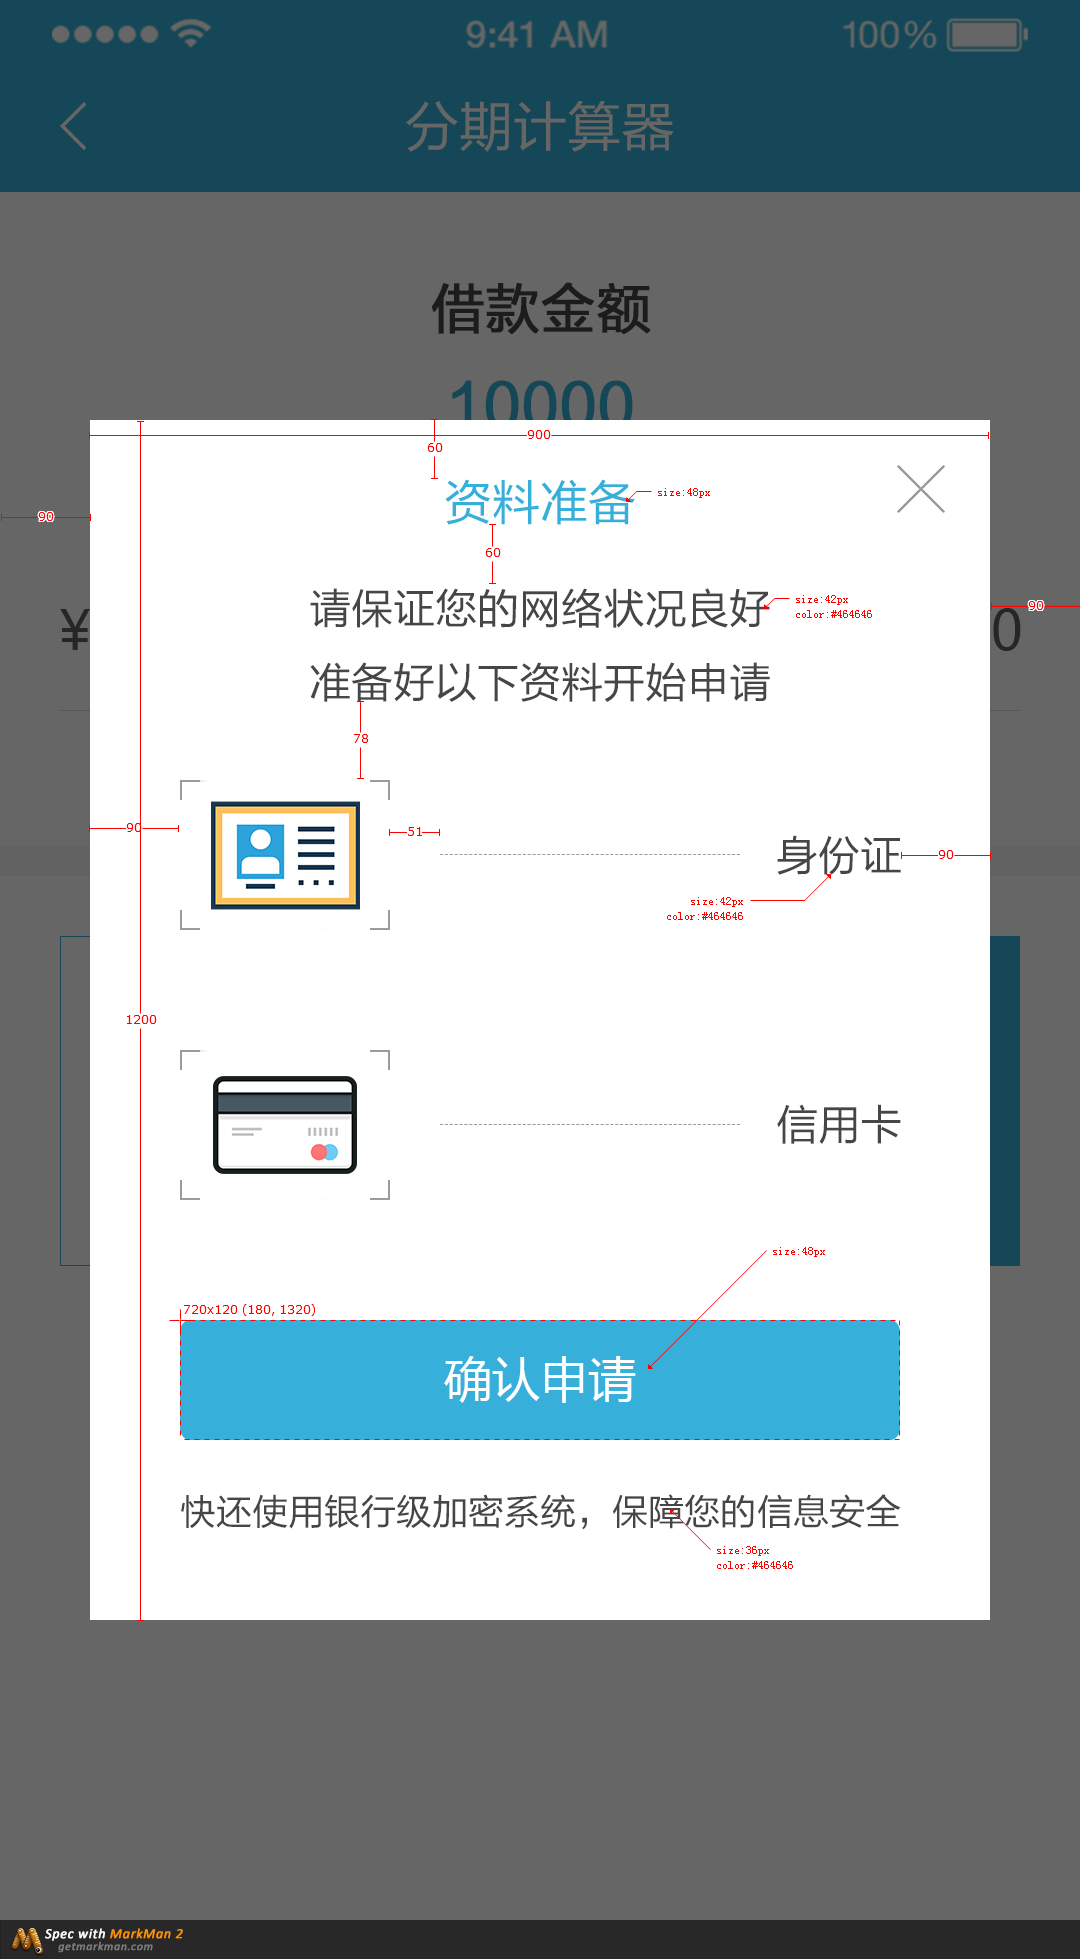 9:41 AM
100%
分期计算器
借款金额
10000
900
60
资料准备
size:48px
90
60
请保证您的网络状况良好
size:42px
color:#464646
90
¥
0
准备好以下资料开始申请
78
90
51
身份证
90
size:42px
color:#464646
1200
信用卡
size:48px
720x120 (180, 1320)
确认申请
快还使用银行级加密系统，保障您的信息安全
size:36px
color:#464646
Spec with MarkMan 2
getmarkman.com